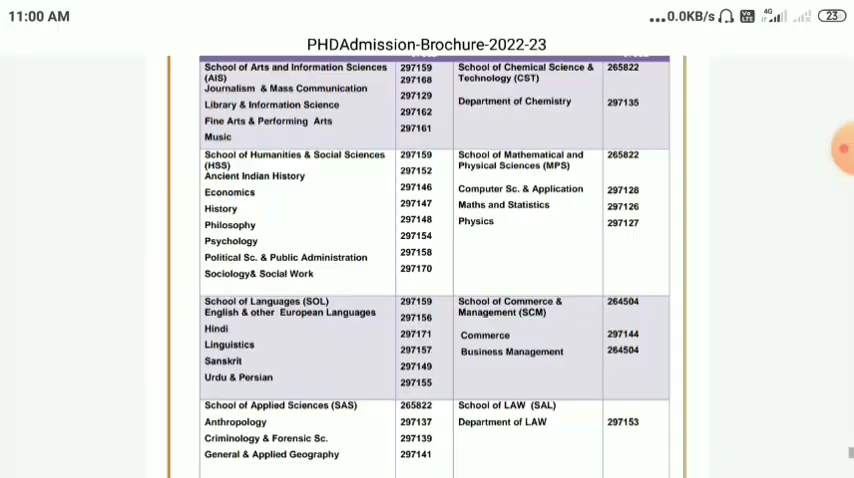 11:00 AM
...0.0KB/s
Vo
LTE
4G
23
PHDAdmission-Brochure-2022-23
School of Arts and Information Sciences
(AIS)
Journalism & Mass Communication
Library & Information Science
Fine Arts & Performing Arts
Music
297159
297168
297129
297162
297161
School of Chemical Science &
Technology (CST)
Department of Chemistry
265822
297135
School of Humanities & Social Sciences
(HSS)
Ancient Indian History
Economics
History
Philosophy
Psychology
Political Sc. & Public Administration
Sociology& Social Work
297159
297152
297146
297147
297148
297154
297158
297170
School of Mathematical and
Physical Sciences (MPS)
Computer Sc. & Application
Maths and Statistics
Physics
265822
297128
297126
297127
School of Languages (SOL)
English & other European Languages
Hindi
Linguistics
Sanskrit
Urdu & Persian
297159
297156
297171
297157
297149
297155
School of Commerce &
Management (SCM)
Commerce
Business Management
264504
297144
264504
School of Applied Sciences (SAS)
Anthropology
Criminology & Forensic Sc.
General & Applied Geography
265822
297137
297139
297141
School of LAW (SAL)
Department of LAW
297153